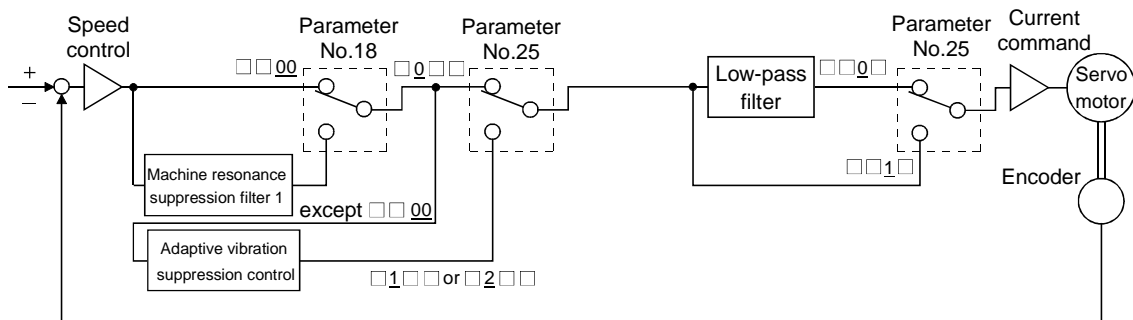 Speed
control
Parameter
No.18
Parameter
No.25
Parameter
No.25
Current
command
+
−
□□00
□0□□
Low-pass
filter
□□0□
Servo
motor
Machine resonance
suppression filter 1
except □□00
□□1□
Encoder
Adaptive vibration
suppression control
□1□□ or □2□□